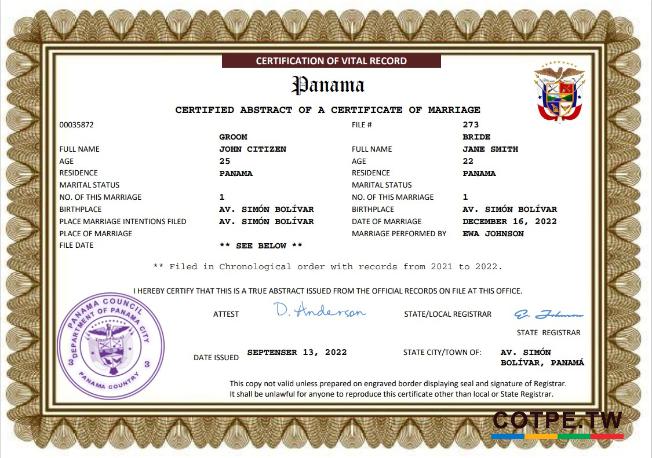 CERTIFICATION OF VITAL RECORD
Panama
CERTIFIED ABSTRACT OF A CERTIFICATE OF MARRIAGE
00035872 FILE # 273
GROOM BRIDE
FULL NAME JOHN CITIZEN FULL NAME JANE SMITH
AGE 25 AGE 22
RESIDENCE PANAMA RESIDENCE PANAMA
MARITAL STATUS MARITAL STATUS
NO. OF THIS MARRIAGE 1 NO. OF THIS MARRIAGE 1
BIRTHPLACE AV. SIMÓN BOLÍVAR BIRTHPLACE AV. SIMÓN BOLÍVAR
PLACE MARRIAGE INTENTIONS FILED AV. SIMÓN BOLÍVAR DATE OF MARRIAGE DECEMBER 16, 2022
PLACE OF MARRIAGE MARRIAGE PERFORMED BY EWA JOHNSON
FILE DATE ** SEE BELOW **
** Filed in Chronological order with records from 2021 to 2022.
I HEREBY CERTIFY THAT THIS IS A TRUE ABSTRACT ISSUED FROM THE OFFICIAL RECORDS ON FILE AT THIS OFFICE.
ATTEST D. Anderson STATE/LOCAL REGISTRAR
STATE REGISTRAR
DATE ISSUED SEPTENSER 13, 2022 STATE CITY/TOWN OF: AV. SIMÓN
BOLÍVAR, PANAMÁ
PANAMA COUNCIL
DEPARTMENT OF PANAMA CITY
3 3
PANAMA COUNTRY
This copy not valid unless prepared on engraved border displaying seal and signature of Registrar.
It shall be unlawful for anyone to reproduce this certificate other than local or State Registrar.
COTPE.TW